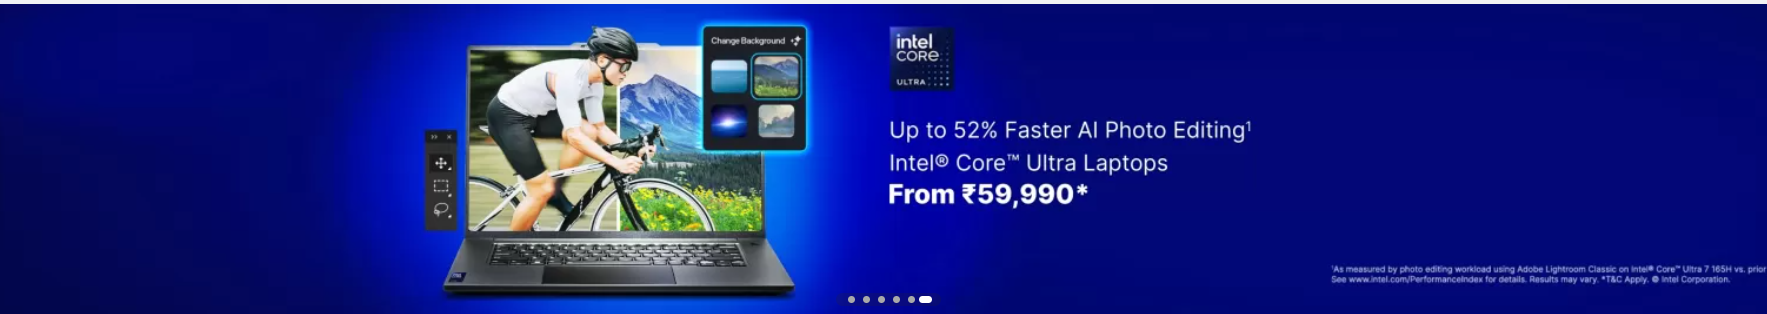 Change Background
intel
CORE
ULTRA
Up to 52% Faster AI Photo Editing¹
Intel® Core™ Ultra Laptops
From ₹59,990*
¹As measured by photo editing workload using Adobe Lightroom Classic on Intel® Core™ Ultra 7 165H vs. prior
See www.intel.com/PerformanceIndex for details. Results may vary. *T&C Apply. © Intel Corporation.